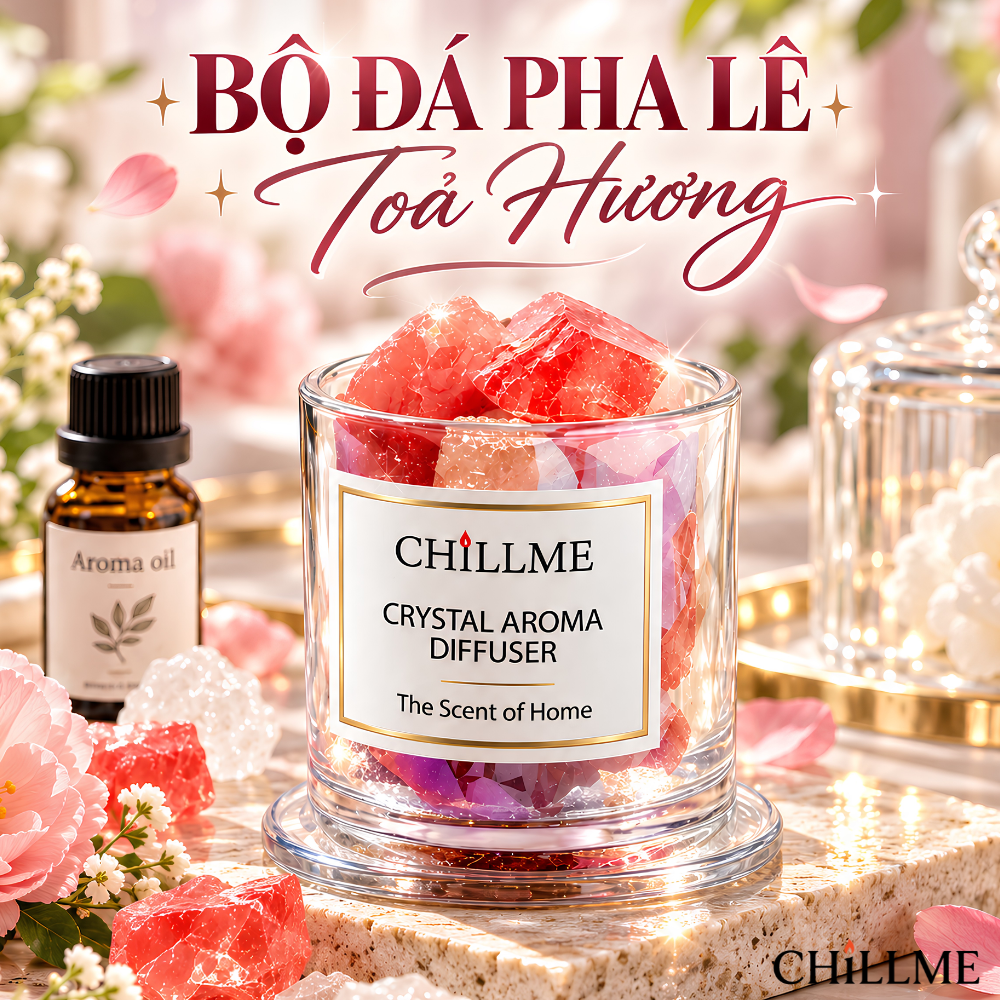 BỘ ĐÁ PHA LÊ
Toả Hương
Aroma oil
CHiLLME
CRYSTAL AROMA
DIFFUSER
The Scent of Home
CHiLLME